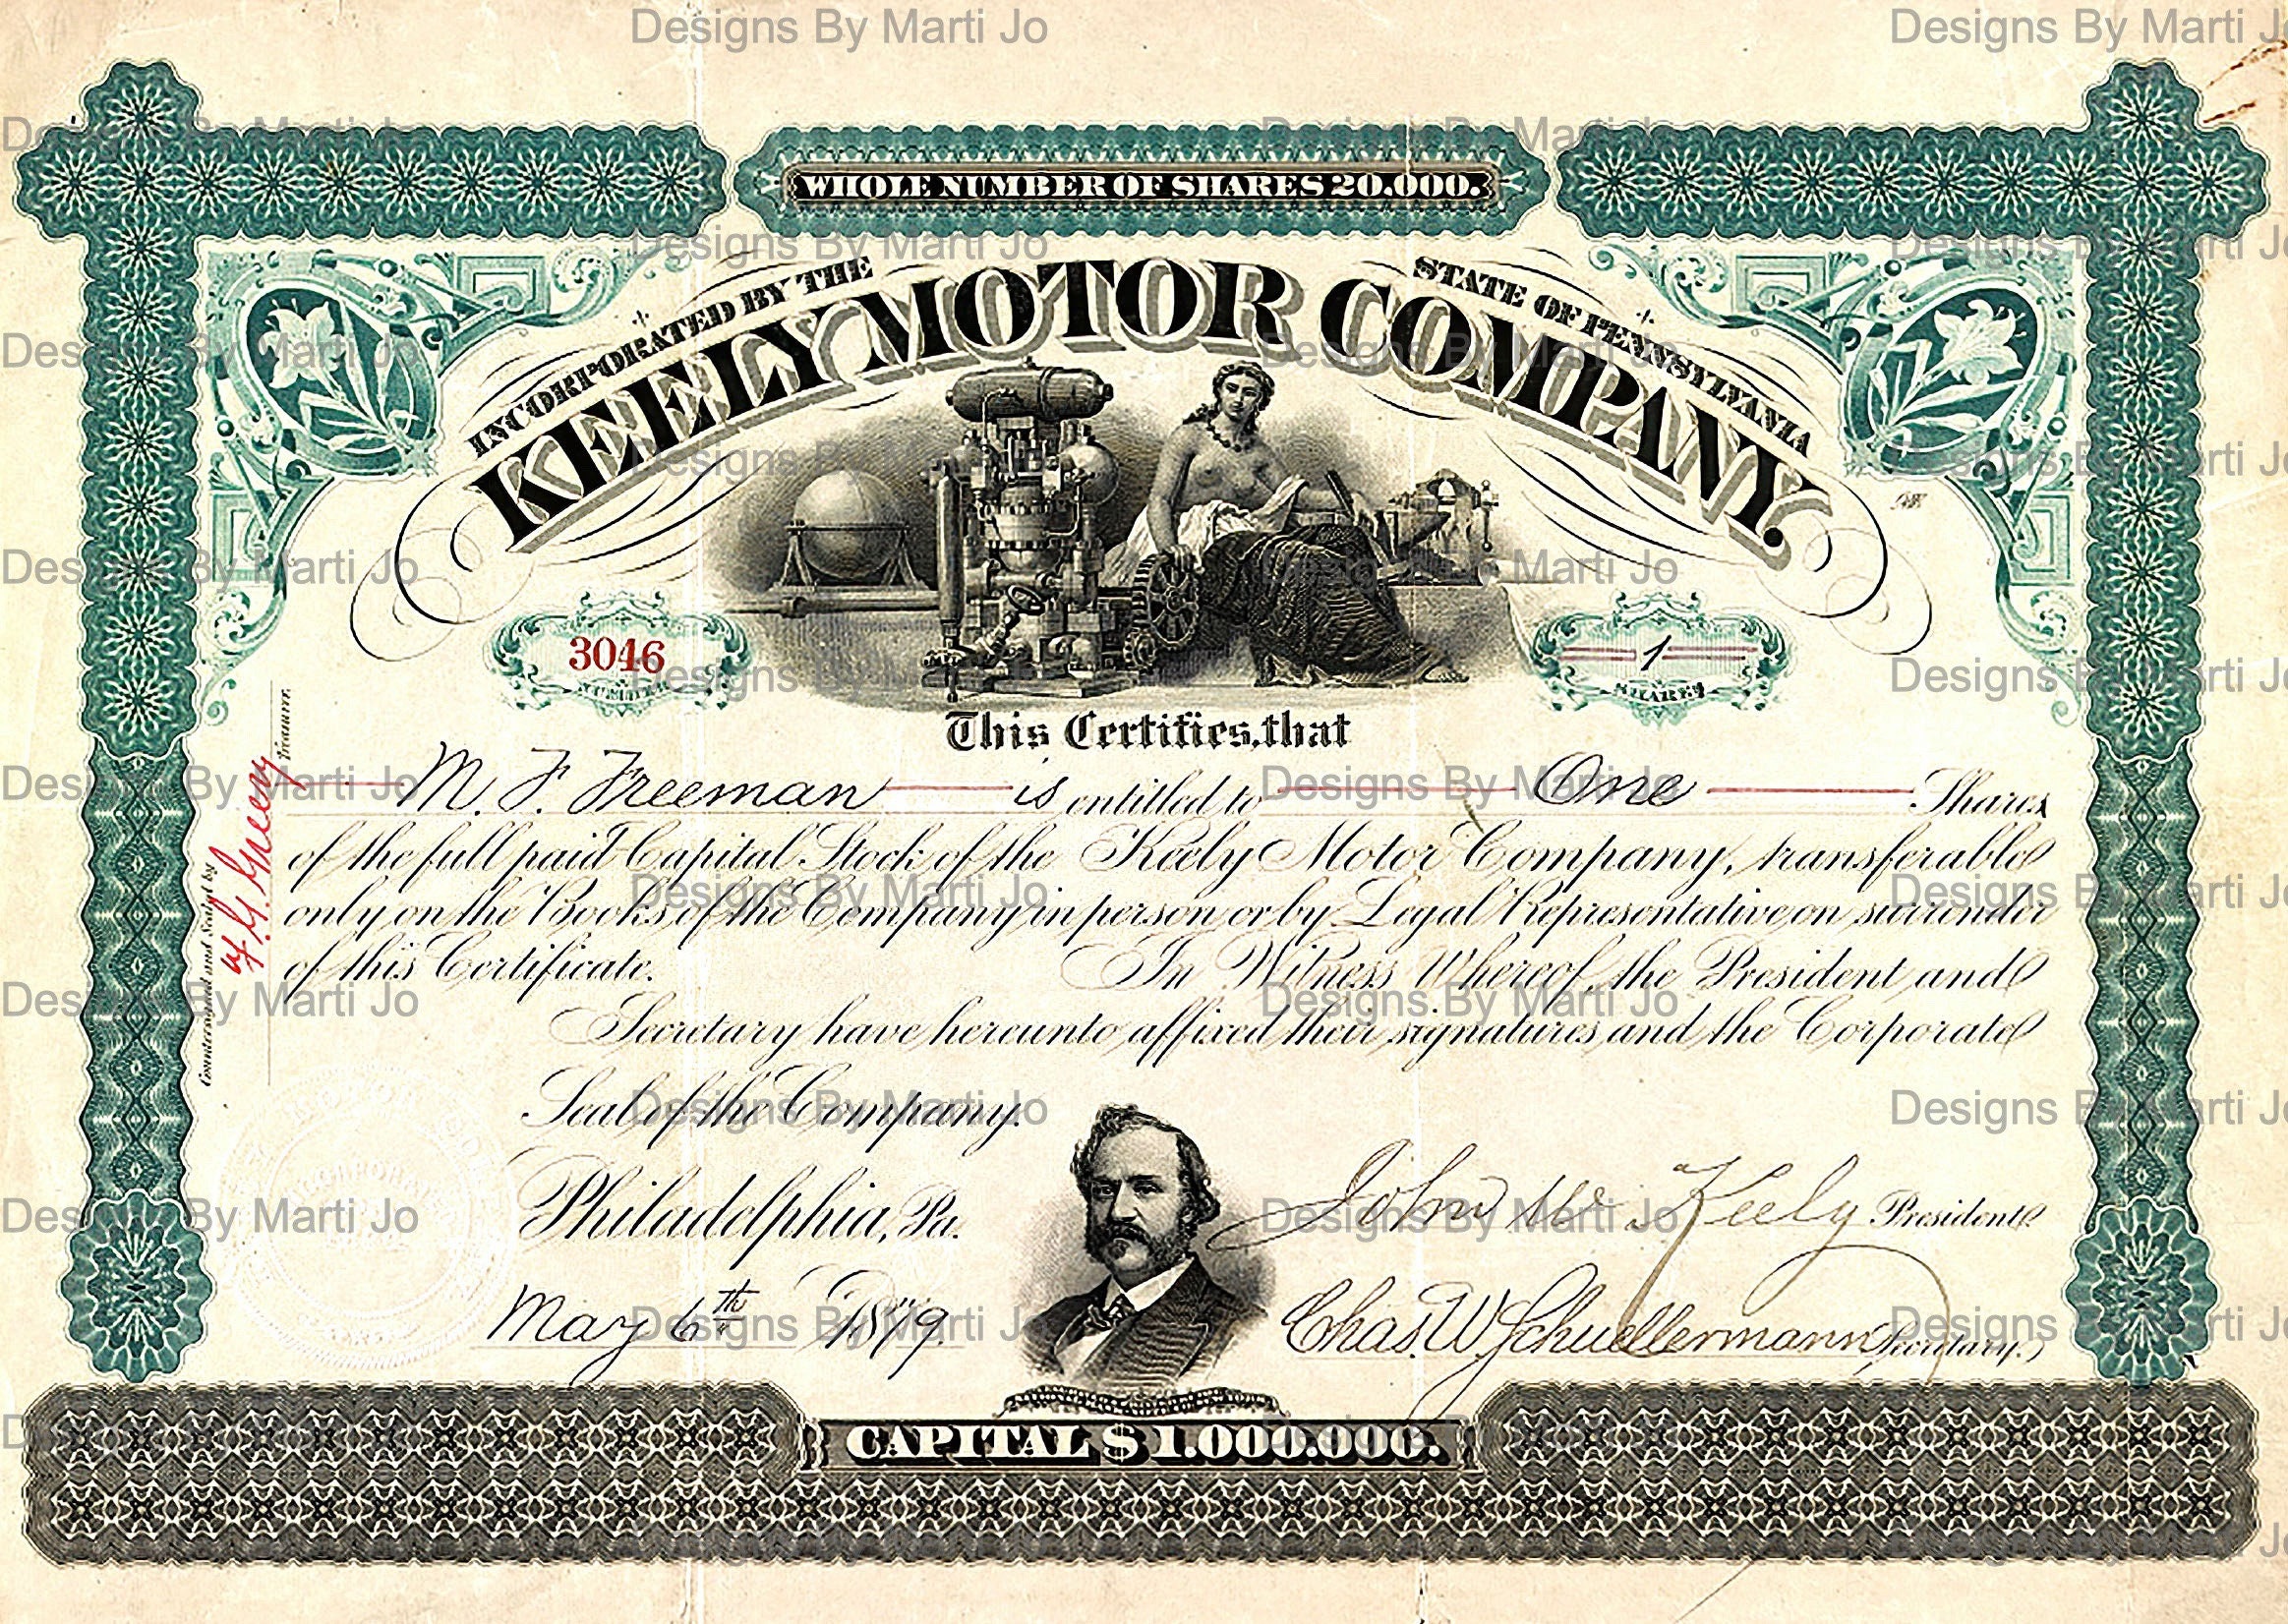 Designs By Marti Jo
WHOLE NUMBER OF SHARES 20.000.
INCORPORATED BY THE
STATE OF PENNSYLVANIA
KEELY MOTOR COMPANY.
3046
NUMBER
1
SHARES
This Certifies, that
M. F. Freeman is entitled to One Shares
of the full paid Capital Stock of the Keely Motor Company, transferable
only on the Books of the Company in person or by Legal Representative on surrender
of this Certificate. In Witness Whereof, the President and
Secretary have hereunto affixed their signatures, and the Corporate
Seal of the Company.
Philadelphia, Pa.
May 6th 1879.
John W Keely President
Chas. W. Schuellermann Secretary.
CAPITAL $1.000.000.
Countersigned and Sealed by
Treasurer.